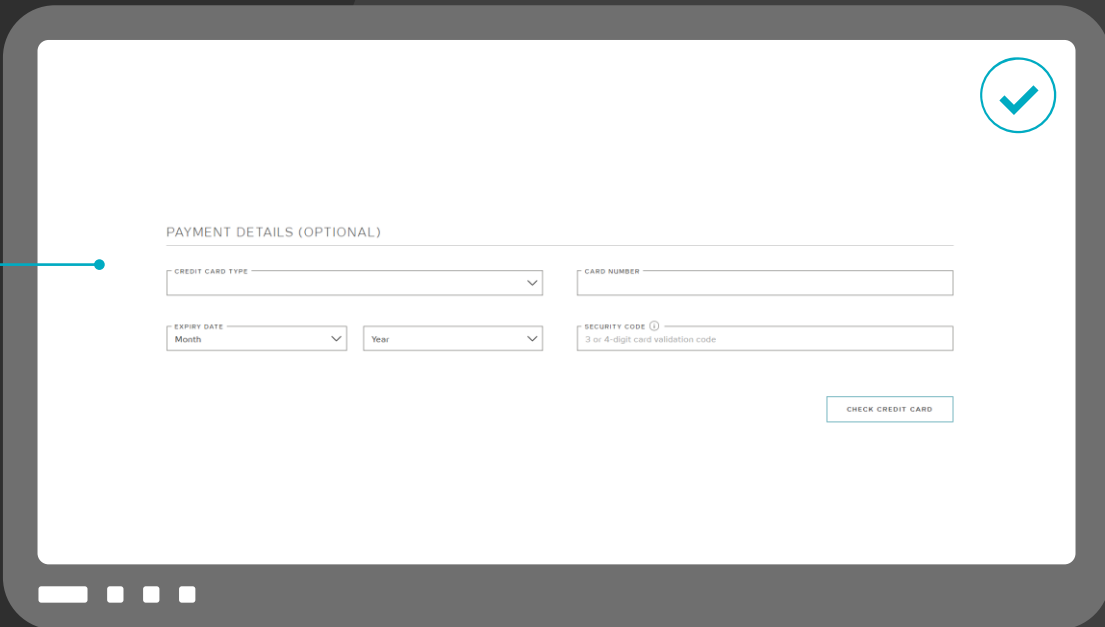 PAYMENT DETAILS (OPTIONAL)
CREDIT CARD TYPE
CARD NUMBER
EXPIRY DATE
Month
Year
SECURITY CODE
3 or 4-digit card validation code
CHECK CREDIT CARD